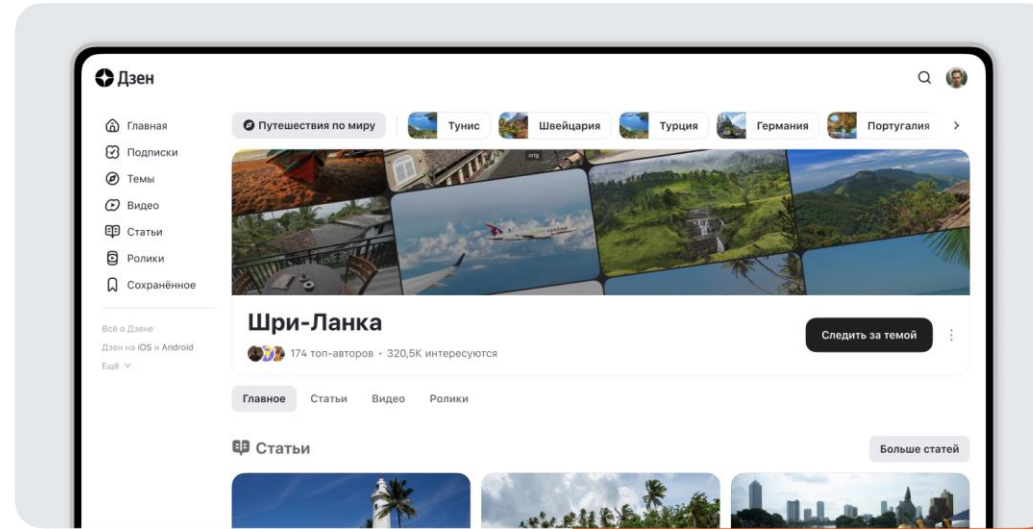 Дзен
Главная
Подписки
Темы
Видео
Статьи
Ролики
Сохранённое
Всё о Дзене
Дзен на iOS и Android
Ещё
Путешествия по миру
Тунис
Швейцария
Турция
Германия
Португалия
orig
Шри-Ланка
174 топ-авторов • 320,5K интересуются
Следить за темой
Главное Статьи Видео Ролики
Статьи
Больше статей